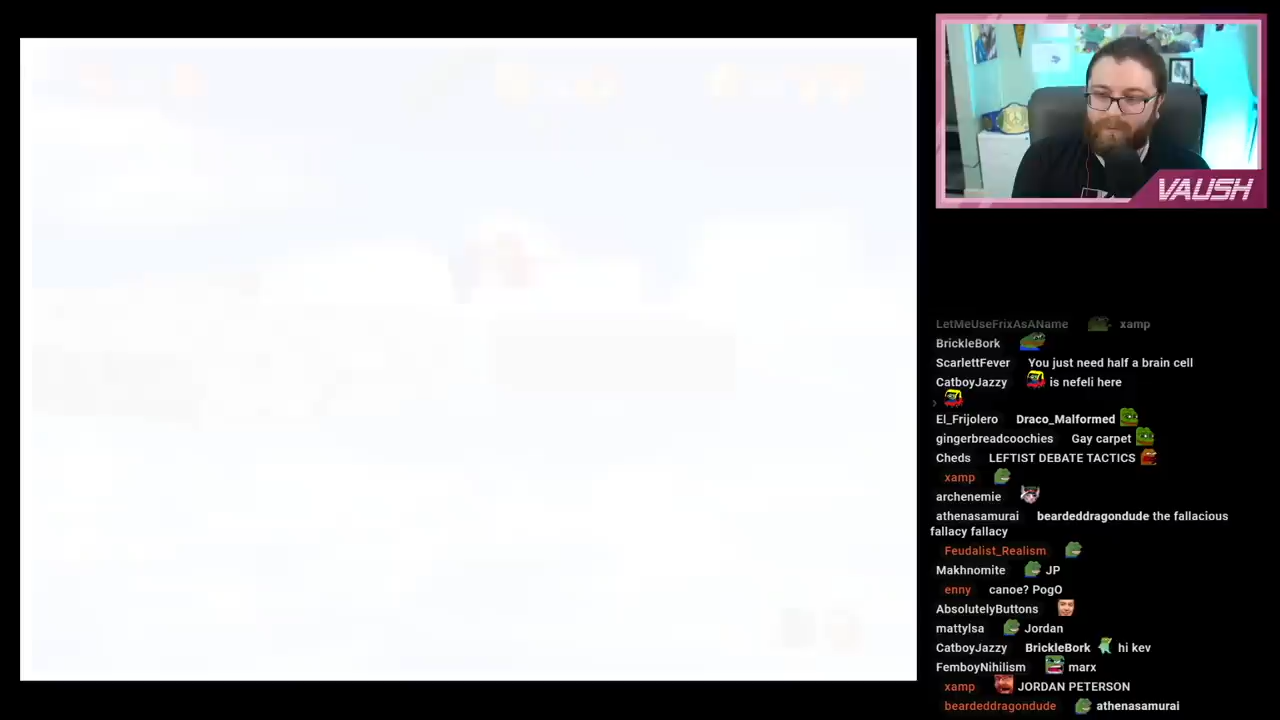 VAUSH
LetMeUseFrixAsAName xamp
BrickleBork
ScarlettFever You just need half a brain cell
CatboyJazzy is nefeli here
El_Frijolero Draco_Malformed
gingerbreadcoochies Gay carpet
Cheds LEFTIST DEBATE TACTICS
xamp
archenemie
athenasamurai beardeddragondude the fallacious
fallacy fallacy
Feudalist_Realism
Makhnomite JP
enny canoe? PogO
AbsolutelyButtons
mattylsa Jordan
CatboyJazzy BrickleBork hi kev
FemboyNihilism marx
xamp JORDAN PETERSON
beardeddragondude athenasamurai